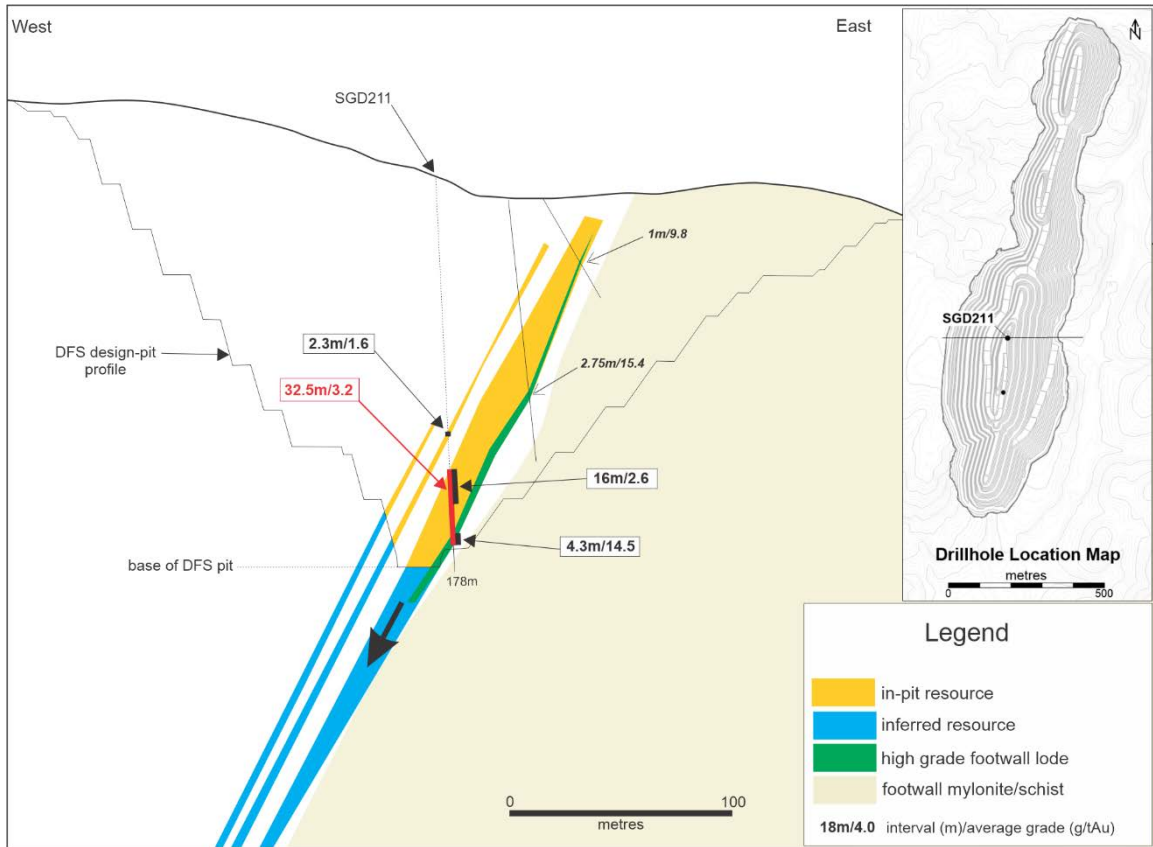 West
East
SGD211
1m/9.8
2.3m/1.6
DFS design-pit
profile
2.75m/15.4
32.5m/3.2
16m/2.6
4.3m/14.5
base of DFS pit
178m
0
100
metres
N
SGD211
Drillhole Location Map
metres
0
500
Legend
in-pit resource
inferred resource
high grade footwall lode
footwall mylonite/schist
18m/4.0 interval (m)/average grade (g/tAu)